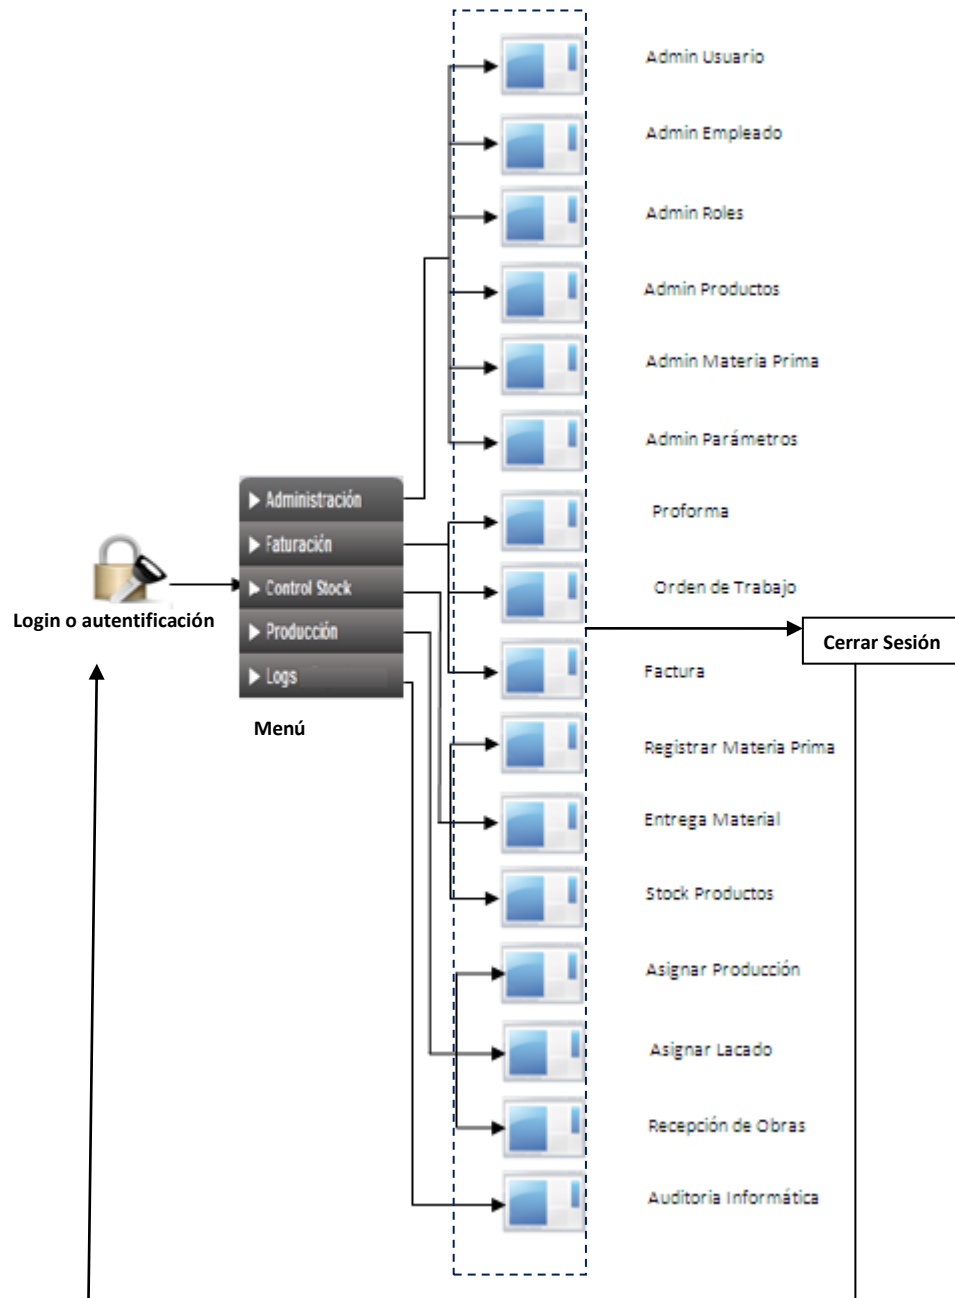 Admin Usuario
Admin Empleado
Admin Roles
Admin Productos
Admin Materia Prima
Admin Parámetros
Administración
Faturación
Control Stock
Producción
Logs
Menú
Login o autentificación
Proforma
Orden de Trabajo
Factura
Cerrar Sesión
Registrar Materia Prima
Entrega Material
Stock Productos
Asignar Producción
Asignar Lacado
Recepción de Obras
Auditoria Informática